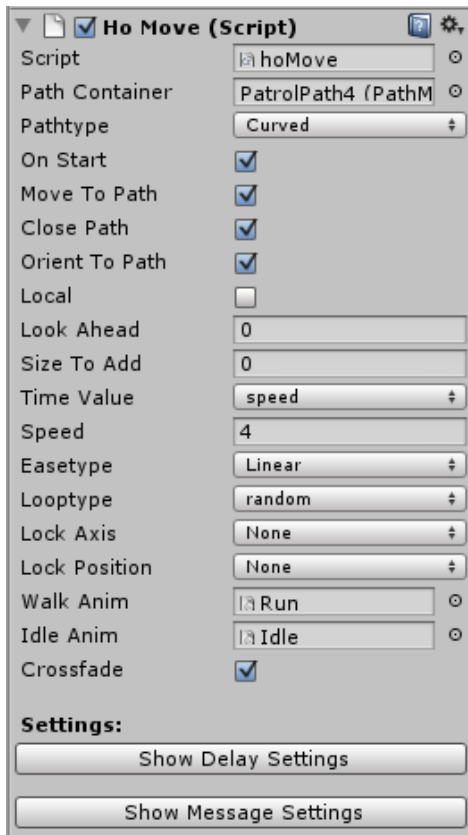 Ho Move (Script)
Script hoMove
Path Container PatrolPath4 (PathM
Pathtype Curved
On Start
Move To Path
Close Path
Orient To Path
Local
Look Ahead 0
Size To Add 0
Time Value speed
Speed 4
Easetype Linear
Looptype random
Lock Axis None
Lock Position None
Walk Anim Run
Idle Anim Idle
Crossfade
Settings:
Show Delay Settings
Show Message Settings